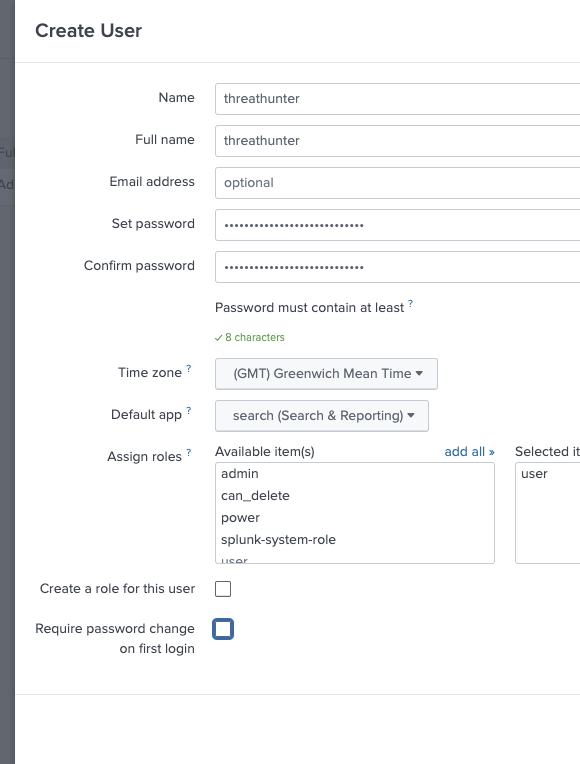 Create User
Name
threathunter
Full name
threathunter
Email address
optional
Set password
••••••••••••••••••••••••••••
Confirm password
••••••••••••••••••••••••••••
Password must contain at least ?
✓ 8 characters
Time zone ?
(GMT) Greenwich Mean Time
Default app ?
search (Search & Reporting)
Assign roles ?
Available item(s)
add all »
Selected it
admin
can_delete
power
splunk-system-role
user
user
Create a role for this user
Require password change
on first login
Ful
Ad